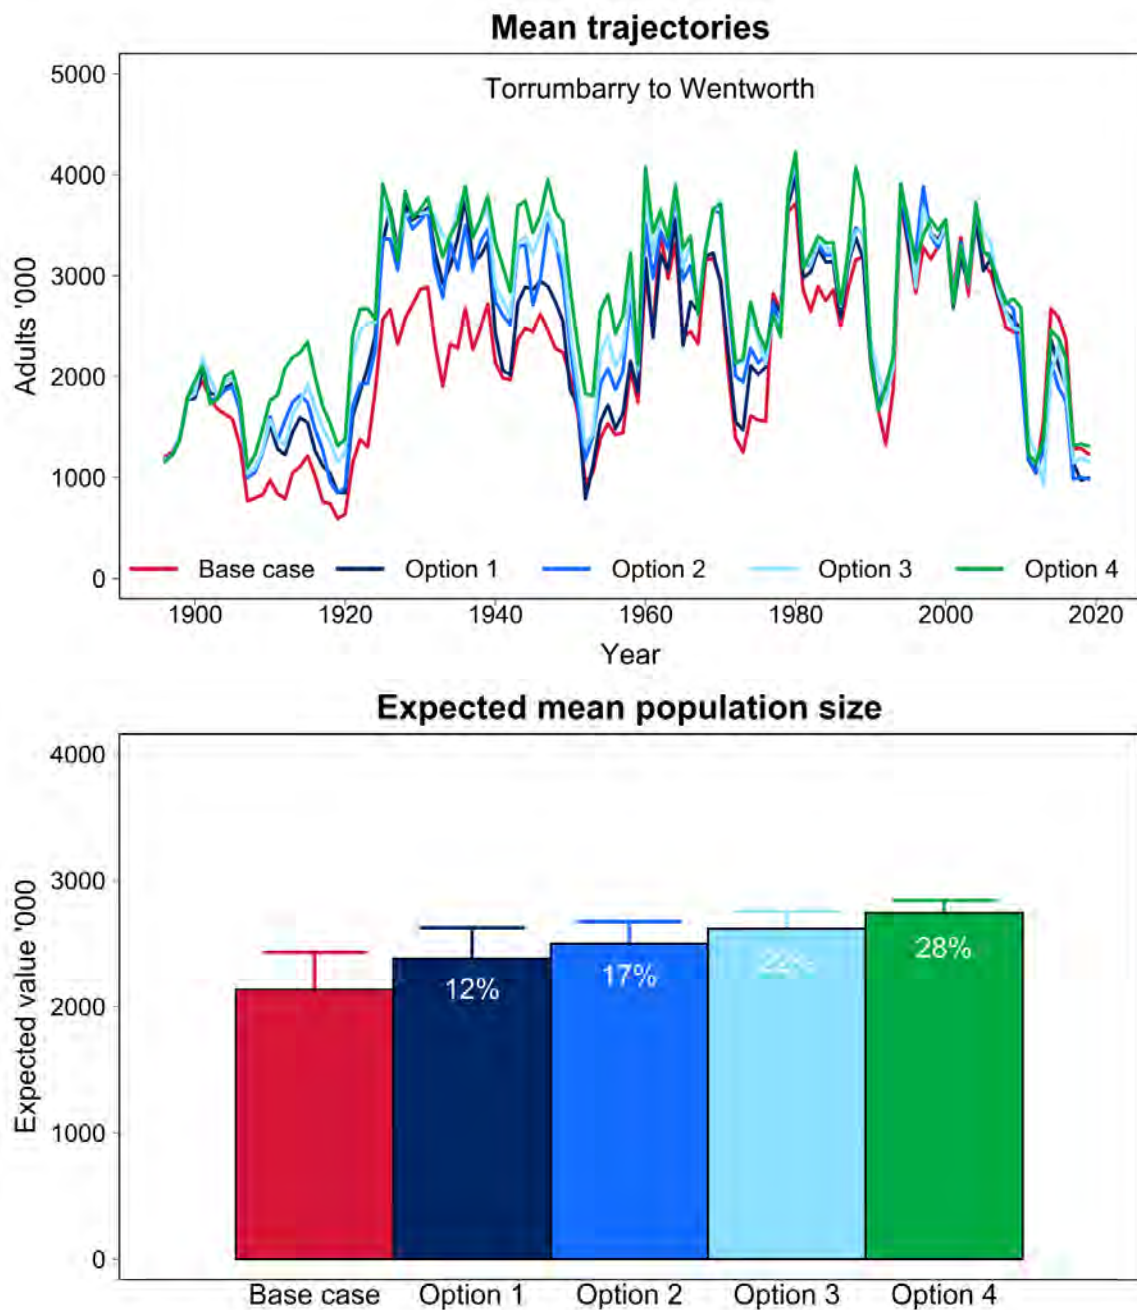 Mean trajectories
Torrumbarry to Wentworth
Adults '000
5000
4000
3000
2000
1000
0
Base case Option 1 Option 2 Option 3 Option 4
1900 1920 1940 1960 1980 2000 2020
Year
Expected mean population size
Expected value '000
4000
3000
2000
1000
0
12% 17% 22% 28%
Base case Option 1 Option 2 Option 3 Option 4